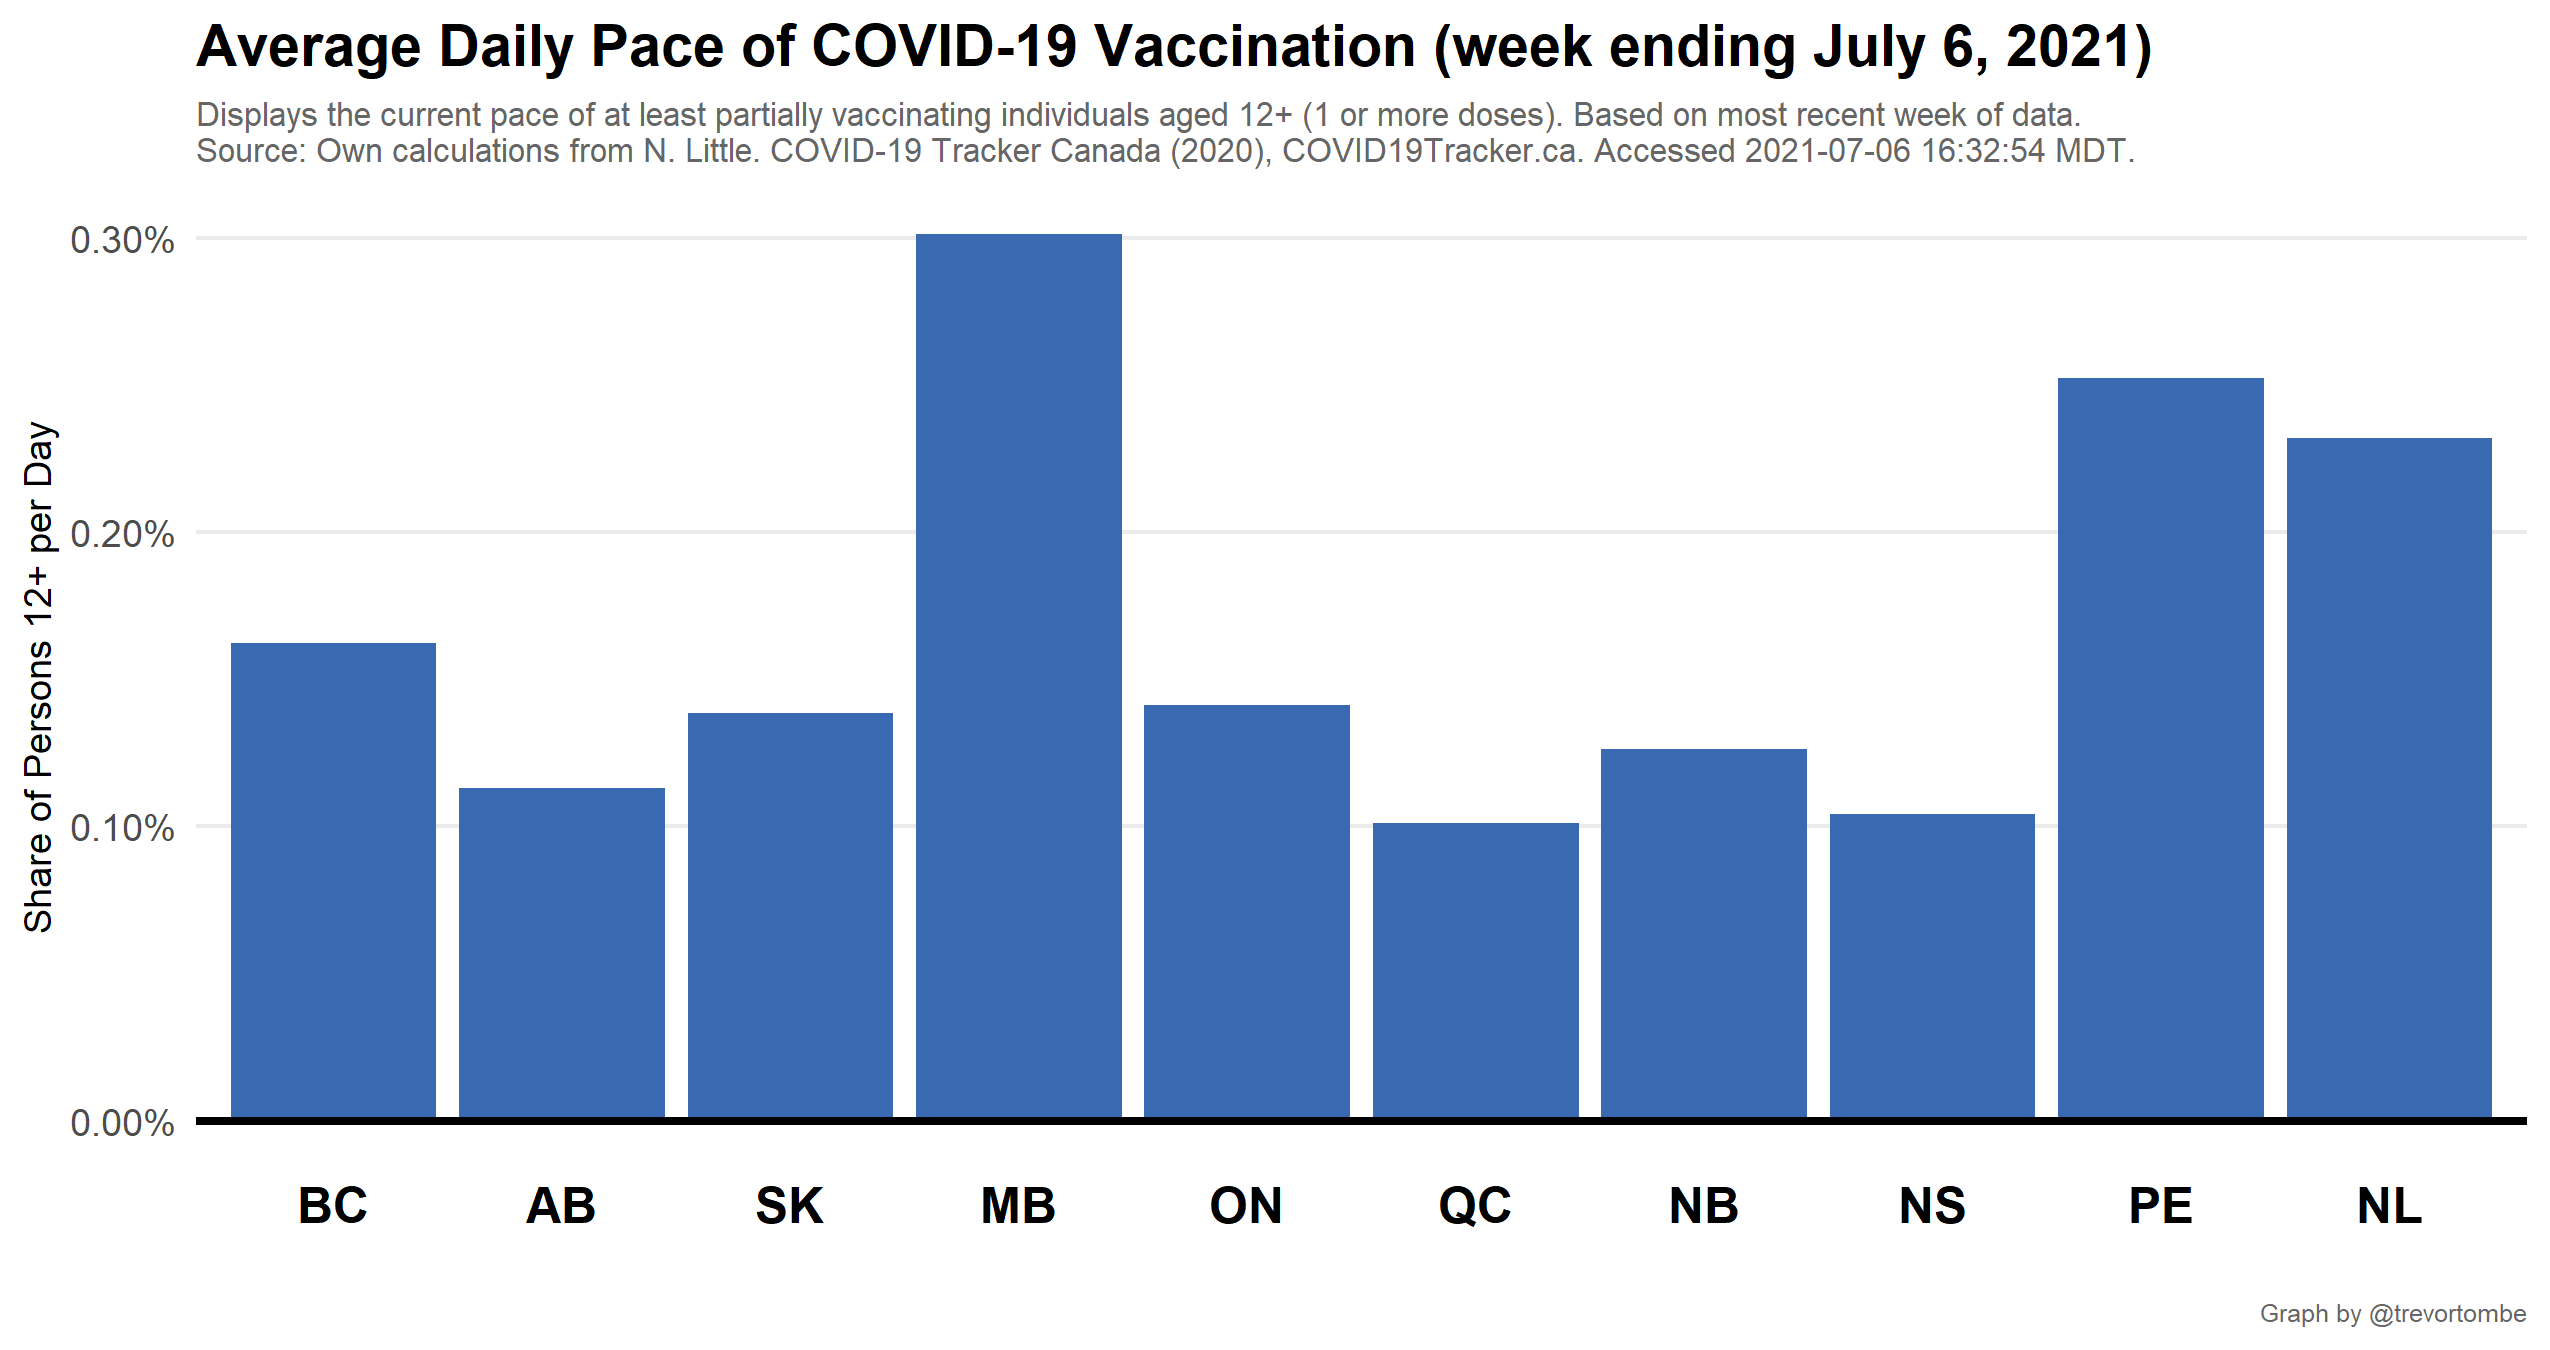 Average Daily Pace of COVID-19 Vaccination (week ending July 6, 2021)
Displays the current pace of at least partially vaccinating individuals aged 12+ (1 or more doses). Based on most recent week of data.
Source: Own calculations from N. Little. COVID-19 Tracker Canada (2020), COVID19Tracker.ca. Accessed 2021-07-06 16:32:54 MDT.
Share of Persons 12+ per Day
0.30%
0.20%
0.10%
0.00%
BC AB SK MB ON QC NB NS PE NL
Graph by @trevortombe